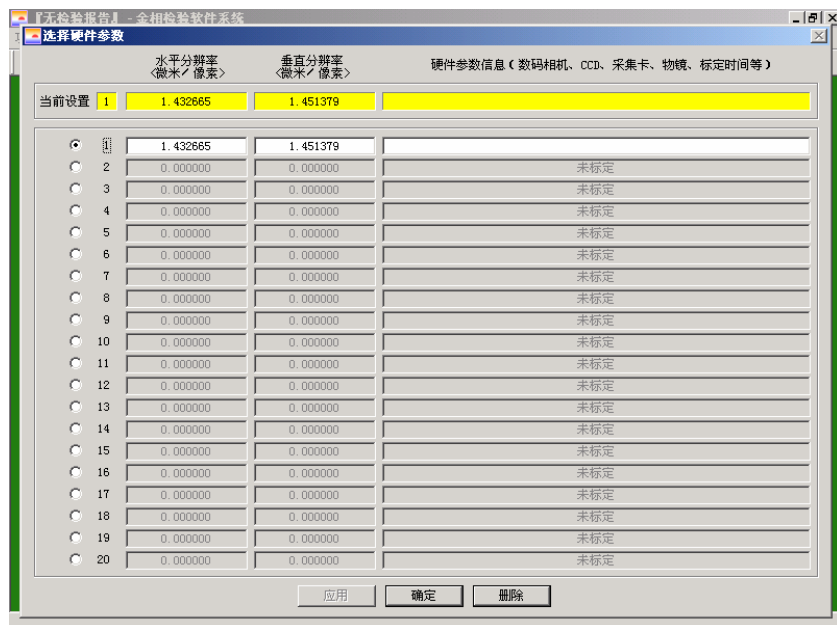 『无检验报告』 - 金相检验软件系统
选择硬件参数
水平分辨率
<微米/像素>
垂直分辨率
<微米/像素>
硬件参数信息(数码相机、CCD、采集卡、物镜、标定时间等)
当前设置 1 1.432665 1.451379
1 1.432665 1.451379
2 0.000000 0.000000 未标定
3 0.000000 0.000000 未标定
4 0.000000 0.000000 未标定
5 0.000000 0.000000 未标定
6 0.000000 0.000000 未标定
7 0.000000 0.000000 未标定
8 0.000000 0.000000 未标定
9 0.000000 0.000000 未标定
10 0.000000 0.000000 未标定
11 0.000000 0.000000 未标定
12 0.000000 0.000000 未标定
13 0.000000 0.000000 未标定
14 0.000000 0.000000 未标定
15 0.000000 0.000000 未标定
16 0.000000 0.000000 未标定
17 0.000000 0.000000 未标定
18 0.000000 0.000000 未标定
19 0.000000 0.000000 未标定
20 0.000000 0.000000 未标定
应用 确定 删除